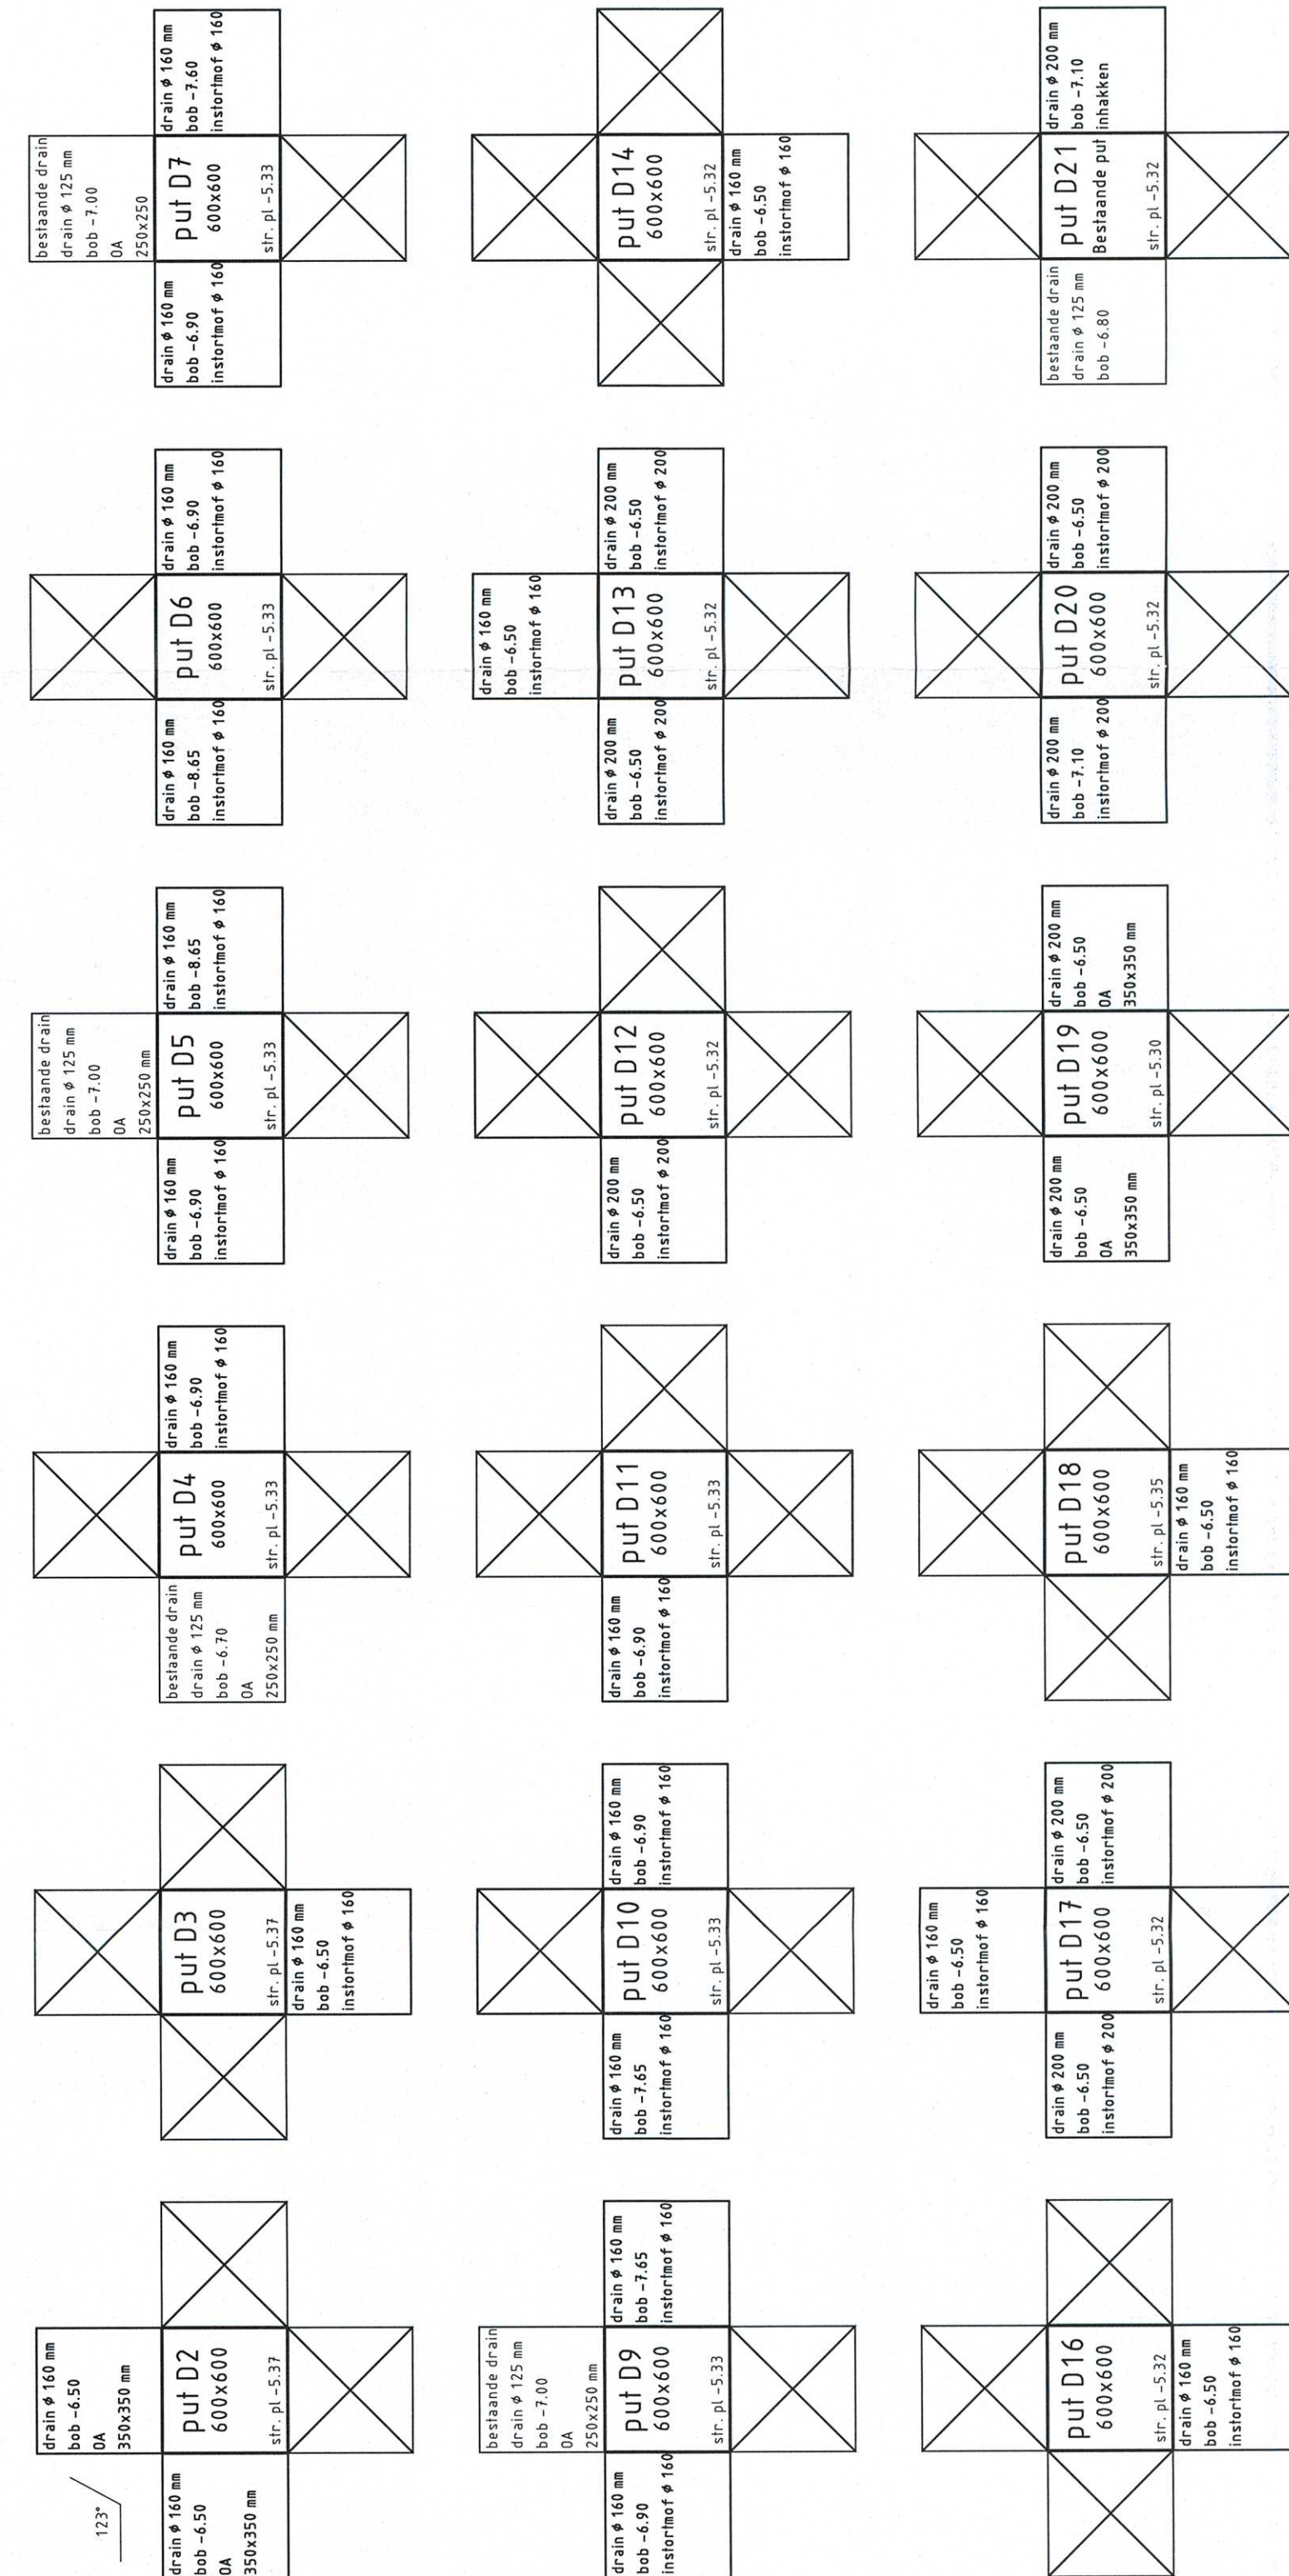 123°
drain ø 160 mm
bob -6.50
OA
350x350 mm
drain ø 160 mm
bob -6.50
OA
350x350 mm
put D2
600x600
str. pl -5.37
put D3
600x600
str. pl -5.37
drain ø 160 mm
bob -6.50
instortmof ø 160
bestaande drain
drain ø 125 mm
bob -6.70
OA
250x250 mm
put D4
600x600
str. pl -5.33
drain ø 160 mm
bob -6.90
instortmof ø 160
bestaande drain
drain ø 125 mm
bob -7.00
OA
250x250 mm
drain ø 160 mm
bob -6.90
instortmof ø 160
put D5
600x600
str. pl -5.33
drain ø 160 mm
bob -8.65
instortmof ø 160
drain ø 160 mm
bob -8.65
instortmof ø 160
put D6
600x600
str. pl -5.33
drain ø 160 mm
bob -6.90
instortmof ø 160
bestaande drain
drain ø 125 mm
bob -7.00
OA
250x250
drain ø 160 mm
bob -6.90
instortmof ø 160
put D7
600x600
str. pl -5.33
drain ø 160 mm
bob -7.60
instortmof ø 160
bestaande drain
drain ø 125 mm
bob -7.00
OA
250x250 mm
drain ø 160 mm
bob -6.90
instortmof ø 160
put D9
600x600
str. pl -5.33
drain ø 160 mm
bob -7.65
instortmof ø 160
drain ø 160 mm
bob -7.65
instortmof ø 160
put D10
600x600
str. pl -5.33
drain ø 160 mm
bob -6.90
instortmof ø 160
drain ø 160 mm
bob -6.90
instortmof ø 160
put D11
600x600
str. pl -5.33
drain ø 200 mm
bob -6.50
instortmof ø 200
put D12
600x600
str. pl -5.32
drain ø 160 mm
bob -6.50
instortmof ø 160
drain ø 200 mm
bob -6.50
instortmof ø 200
put D13
600x600
str. pl -5.32
drain ø 200 mm
bob -6.50
instortmof ø 200
put D14
600x600
str. pl -5.32
drain ø 160 mm
bob -6.50
instortmof ø 160
put D16
600x600
str. pl -5.32
drain ø 160 mm
bob -6.50
instortmof ø 160
drain ø 160 mm
bob -6.50
instortmof ø 160
drain ø 200 mm
bob -6.50
instortmof ø 200
put D17
600x600
str. pl -5.32
drain ø 200 mm
bob -6.50
instortmof ø 200
put D18
600x600
str. pl -5.35
drain ø 160 mm
bob -6.50
instortmof ø 160
drain ø 200 mm
bob -6.50
OA
350x350 mm
put D19
600x600
str. pl -5.30
drain ø 200 mm
bob -6.50
OA
350x350 mm
drain ø 200 mm
bob -7.10
instortmof ø 200
put D20
600x600
str. pl -5.32
drain ø 200 mm
bob -6.50
instortmof ø 200
bestaande drain
drain ø 125 mm
bob -6.80
put D21
Bestaande put
str. pl -5.32
drain ø 200 mm
bob -7.10
inhakken